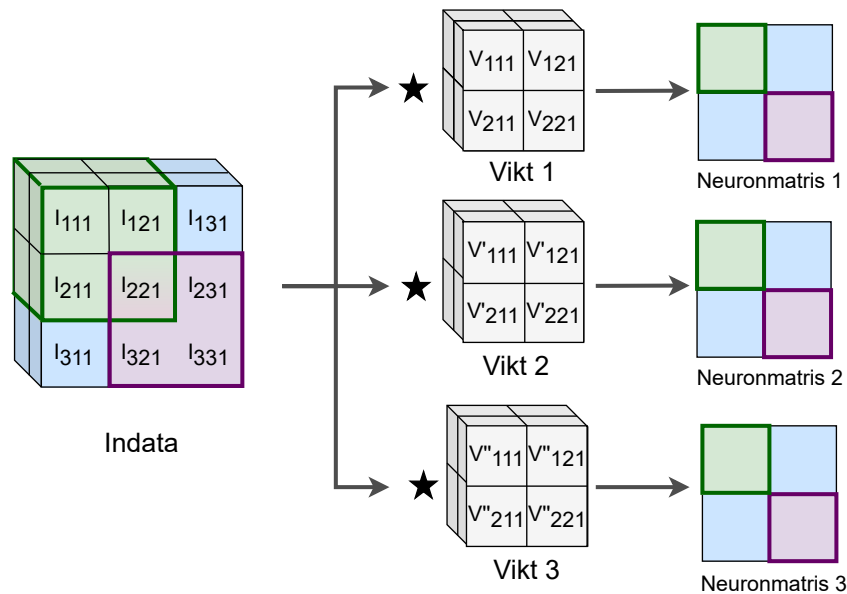 I111 I121 I131
I211 I221 I231
I311 I321 I331
Indata
★
V111 V121
V211 V221
Vikt 1
Neuronmatris 1
★
V'111 V'121
V'211 V'221
Vikt 2
Neuronmatris 2
★
V"111 V"121
V"211 V"221
Vikt 3
Neuronmatris 3